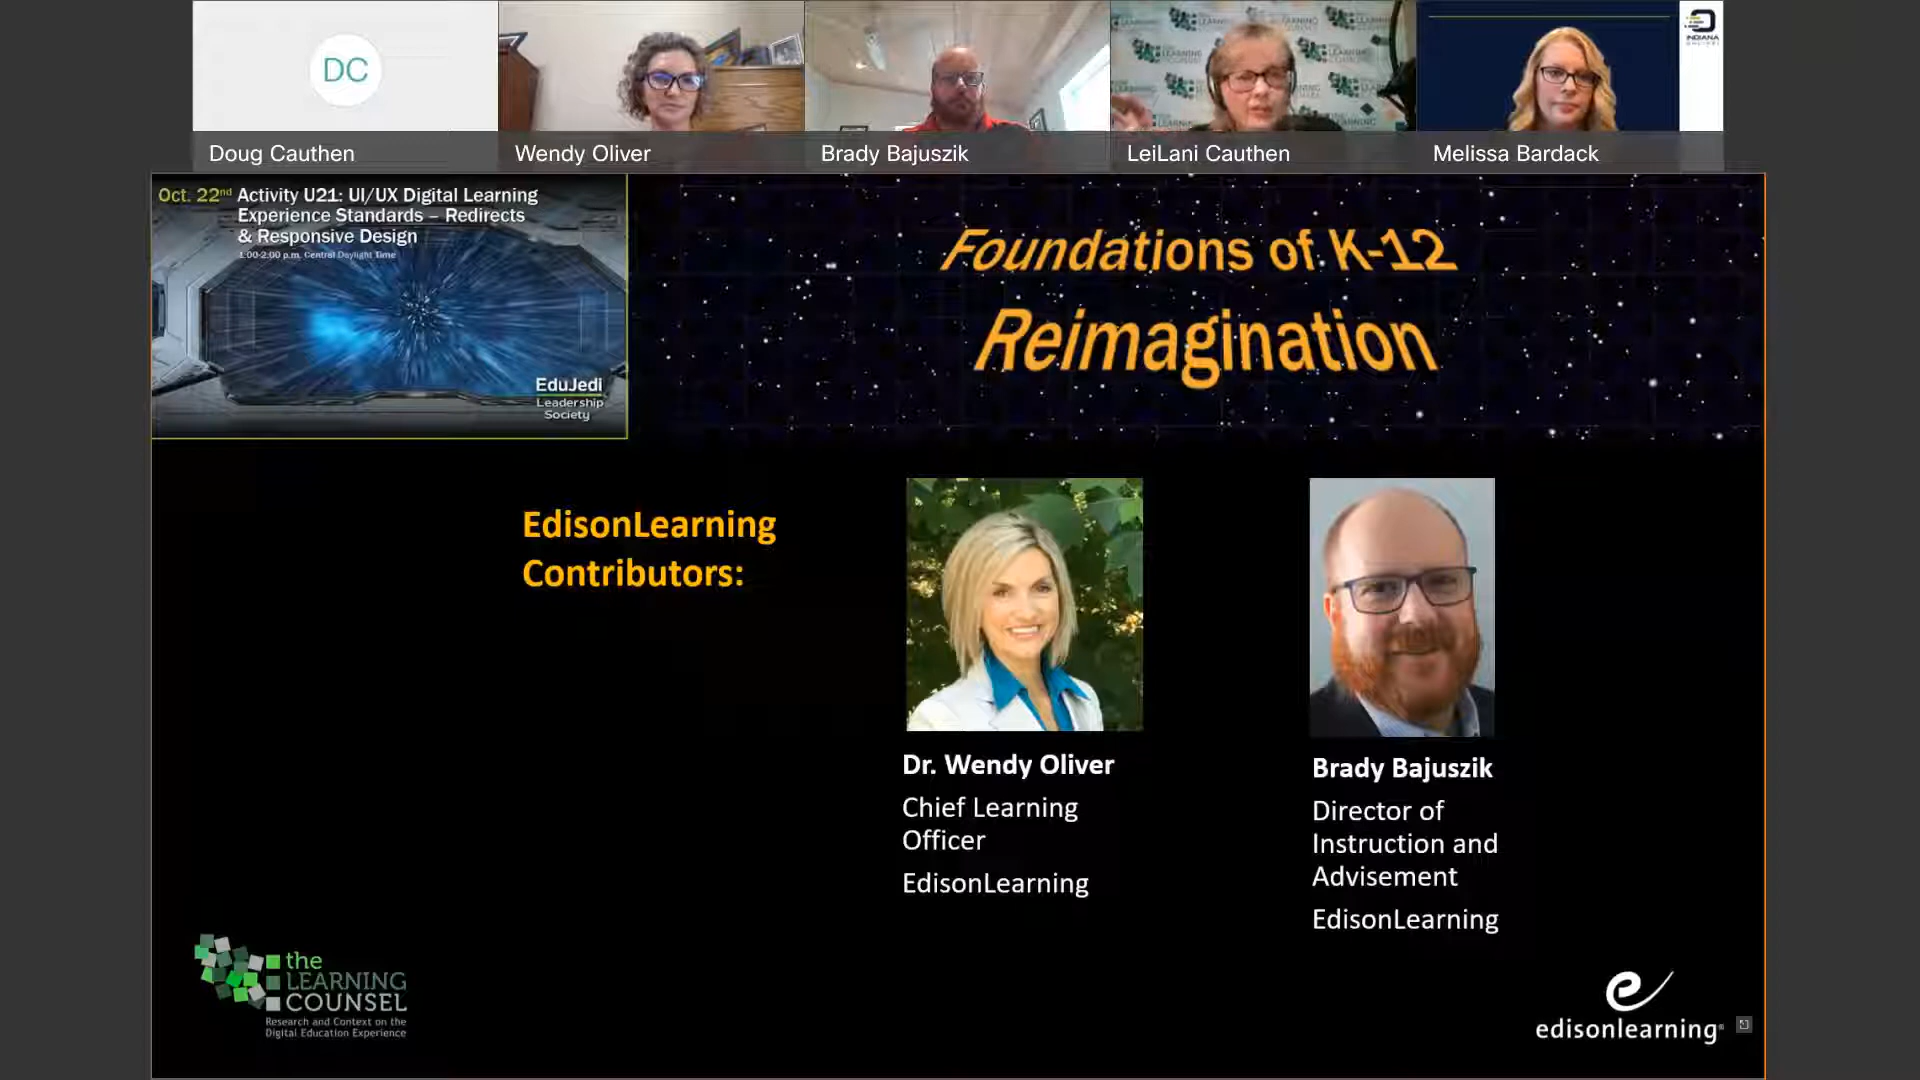 DC
INDIANA
Doug Cauthen
Wendy Oliver
Brady Bajuszik
LeiLani Cauthen
Melissa Bardack
Oct. 22nd Activity U21: UI/UX Digital Learning
Experience Standards – Redirects
& Responsive Design
1:00-2:00 p.m. Central Daylight Time
EduJedi
Leadership
Society
Foundations of K-12
Reimagination
EdisonLearning
Contributors:
Dr. Wendy Oliver
Chief Learning
Officer
EdisonLearning
Brady Bajuszik
Director of
Instruction and
Advisement
EdisonLearning
the
LEARNING
COUNSEL
Research and Context on the
Digital Education Experience
edisonlearning